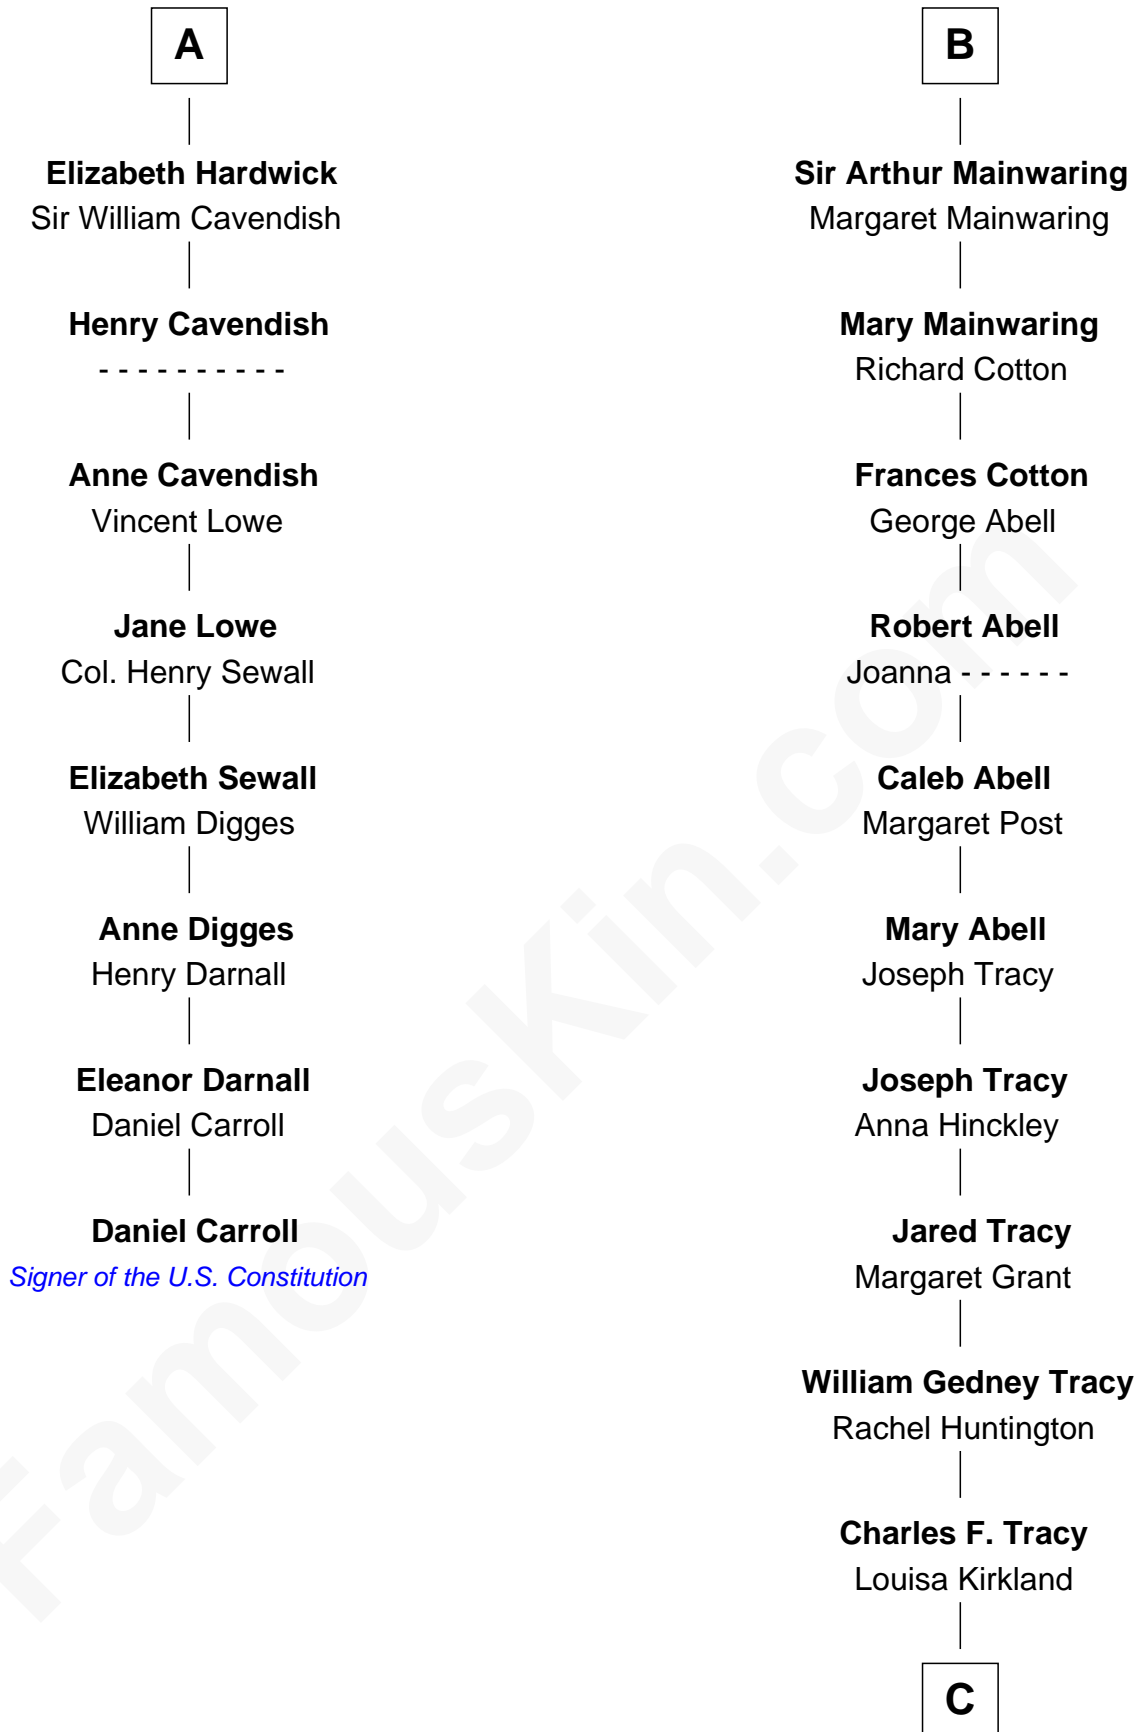 A
Elizabeth Hardwick
Sir William Cavendish
Henry Cavendish
- - - - - - - - - -
Anne Cavendish
Vincent Lowe
Jane Lowe
Col. Henry Sewall
Elizabeth Sewall
William Digges
Anne Digges
Henry Darnall
Eleanor Darnall
Daniel Carroll
Daniel Carroll
Signer of the U.S. Constitution
B
Sir Arthur Mainwaring
Margaret Mainwaring
Mary Mainwaring
Richard Cotton
Frances Cotton
George Abell
Robert Abell
Joanna - - - - - -
Caleb Abell
Margaret Post
Mary Abell
Joseph Tracy
Joseph Tracy
Anna Hinckley
Jared Tracy
Margaret Grant
William Gedney Tracy
Rachel Huntington
Charles F. Tracy
Louisa Kirkland
C
FamousKin.com